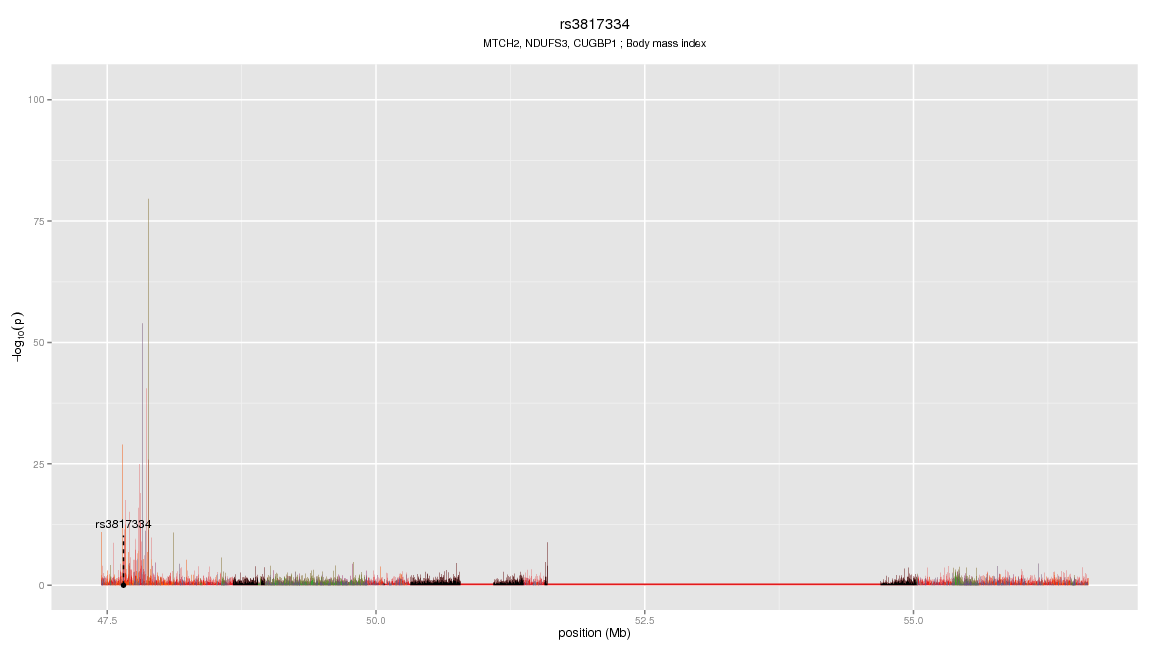 rs3817334
MTCH2, NDUFS3, CUGBP1 ; Body mass index
100
75
50
25
0
−log10(p)
rs3817334
47.5
50.0
52.5
55.0
position (Mb)